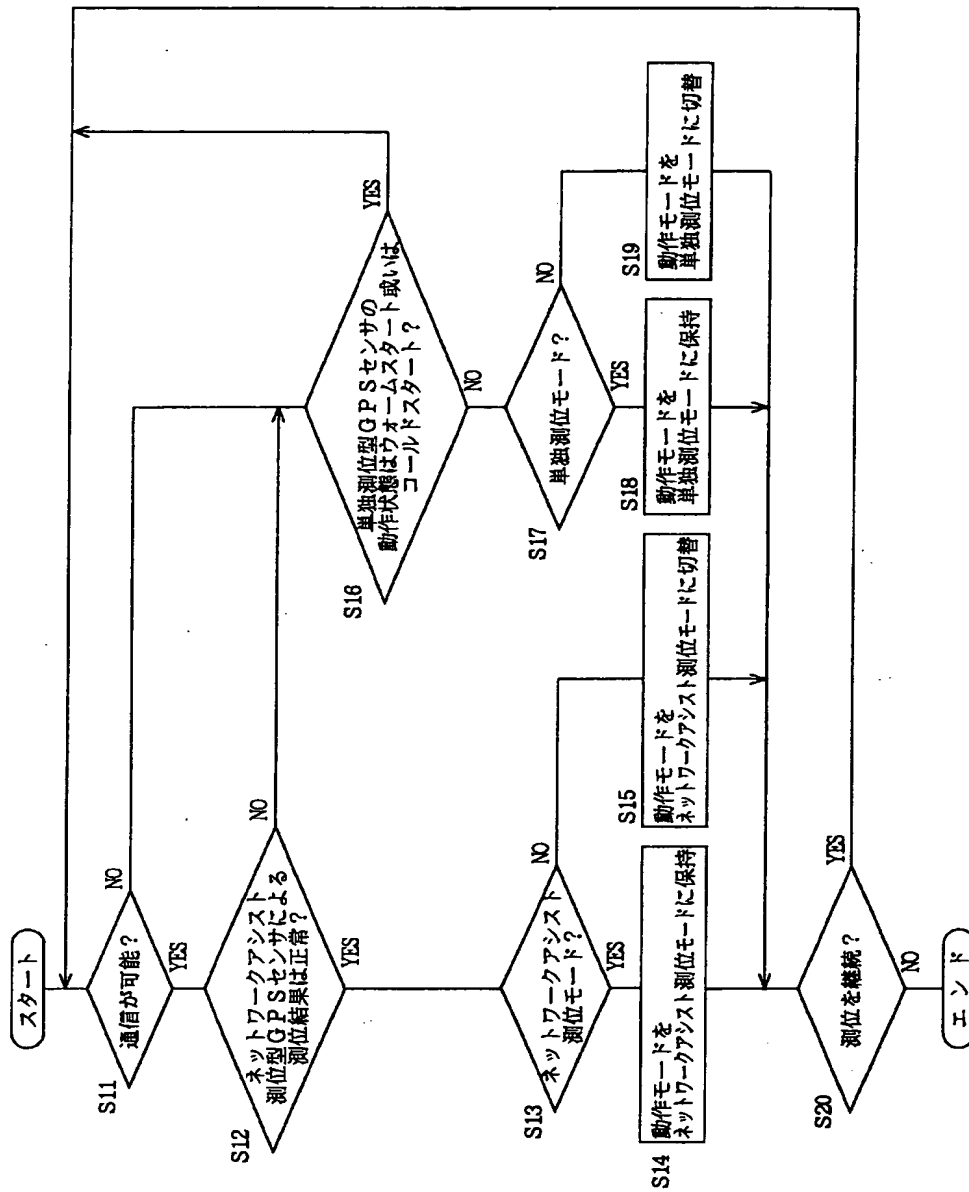 スタート
S11
通信が可能？
NO
YES
S12
ネットワークアシスト
測位型GPSセンサによる
測位結果は正常？
NO
YES
S13
ネットワークアシスト
測位モード？
NO
YES
S14
動作モードを
ネットワークアシスト測位モードに保持
S15
動作モードを
ネットワークアシスト測位モードに切替
S16
単独測位型GPSセンサの
動作状態はウォームスタート或いは
コールドスタート？
YES
NO
S17
単独測位モード？
NO
YES
S18
動作モードを
単独測位モードに保持
S19
動作モードを
単独測位モードに切替
S20
測位を継続？
YES
NO
エンド